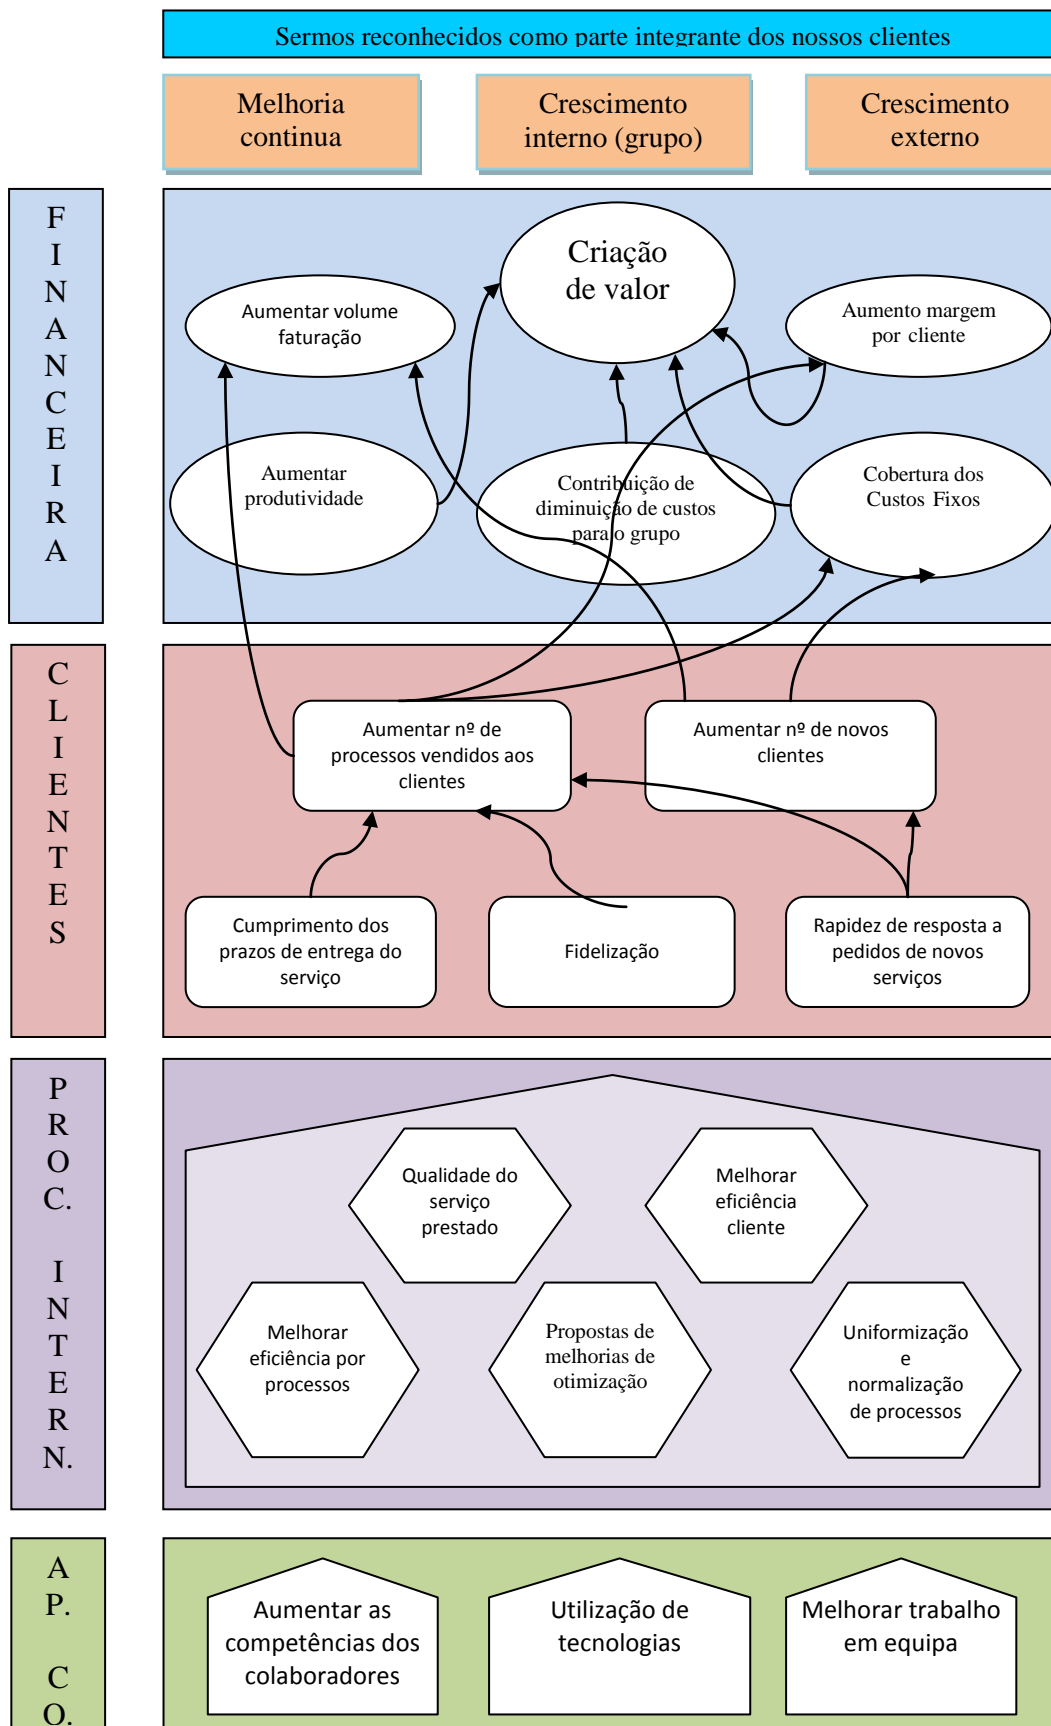 Sermos reconhecidos como parte integrante dos nossos clientes
Melhoria
continua
Crescimento
interno (grupo)
Crescimento
externo
F
I
N
A
N
C
E
I
R
A
Criação
de valor
Aumentar volume
faturação
Aumento margem
por cliente
Aumentar
produtividade
Contribuição de
diminuição de custos
para o grupo
Cobertura dos
Custos Fixos
C
L
I
E
N
T
E
S
Aumentar nº de
processos vendidos aos
clientes
Aumentar nº de novos
clientes
Cumprimento dos
prazos de entrega do
serviço
Fidelização
Rapidez de resposta a
pedidos de novos
serviços
P
R
O
C.
I
N
T
E
R
N.
Qualidade do
serviço
prestado
Melhorar
eficiência
cliente
Melhorar
eficiência por
processos
Propostas de
melhorias de
otimização
Uniformização
e
normalização
de processos
A
P.
C
O.
Aumentar as
competências dos
colaboradores
Utilização de
tecnologias
Melhorar trabalho
em equipa